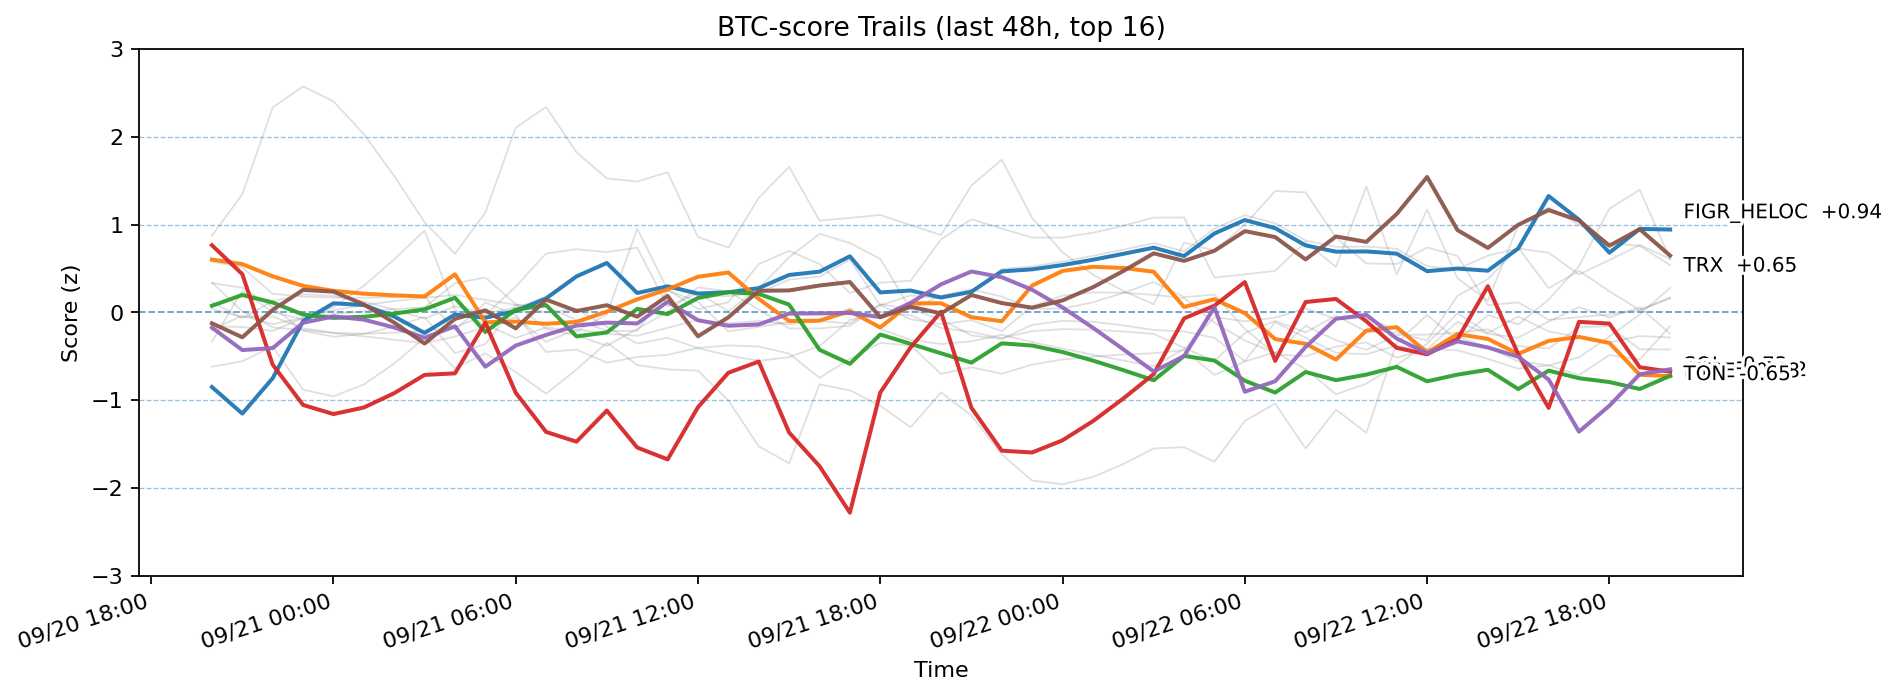 BTC-score Trails (last 48h, top 16)
Score (z)
3
2
1
0
−1
−2
−3
FIGR_HELOC +0.94
TRX +0.65
TON -0.65
09/20 18:00
09/21 00:00
09/21 06:00
09/21 12:00
09/21 18:00
09/22 00:00
09/22 06:00
09/22 12:00
09/22 18:00
Time